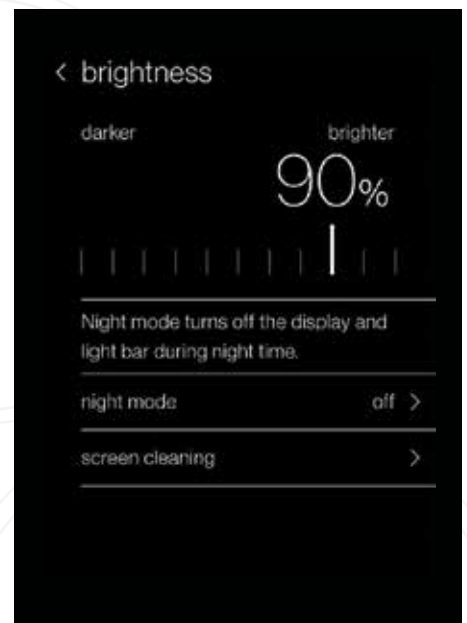 < brightness
darker brighter
90%
Night mode turns off the display and
light bar during night time.
night mode off >
screen cleaning >